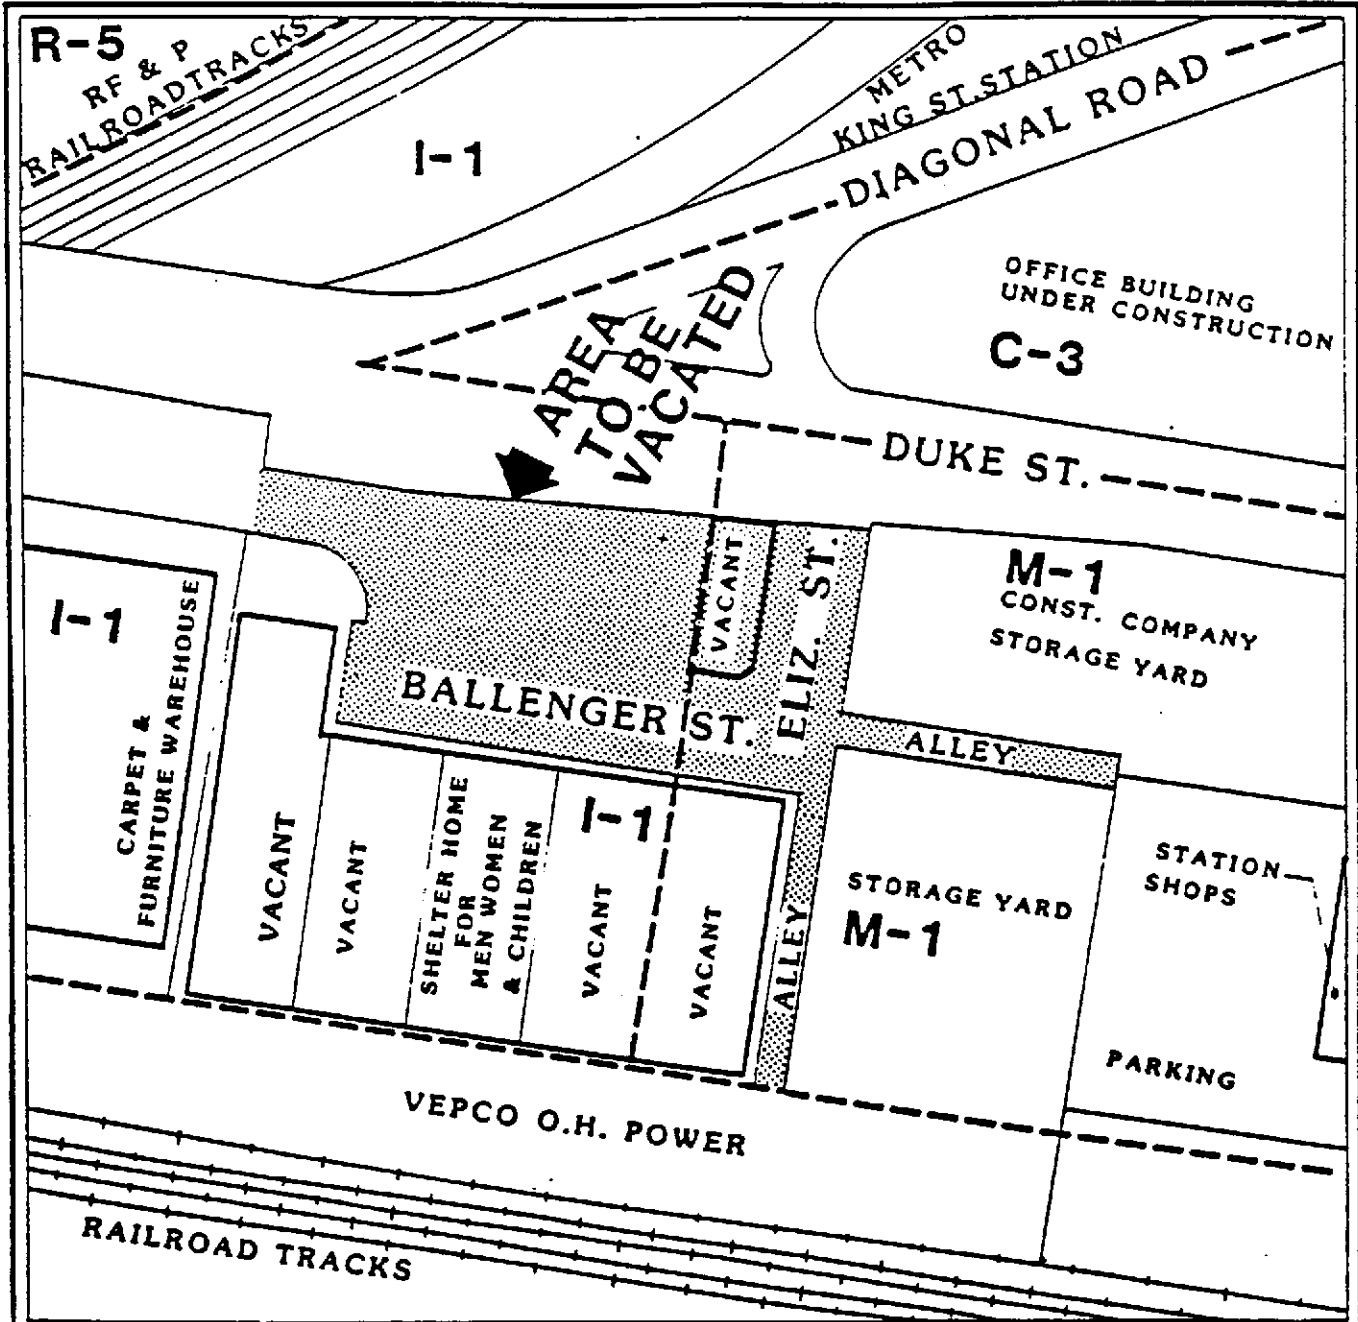 R-5
RF & P
RAILROADTRACKS
I-1
METRO
KING ST.STATION
DIAGONAL ROAD
OFFICE BUILDING
UNDER CONSTRUCTION
C-3
AREA
TO BE
VACATED
DUKE ST.
I-1
CARPET &
FURNITURE WAREHOUSE
VACANT
ELIZ. ST.
M-1
CONST. COMPANY
STORAGE YARD
BALLENGER ST.
ALLEY
VACANT
VACANT
SHELTER HOME
FOR
MEN WOMEN
& CHILDREN
I-1
VACANT
VACANT
ALLEY
STORAGE YARD
M-1
STATION
SHOPS
PARKING
VEPCO O.H. POWER
RAILROAD TRACKS